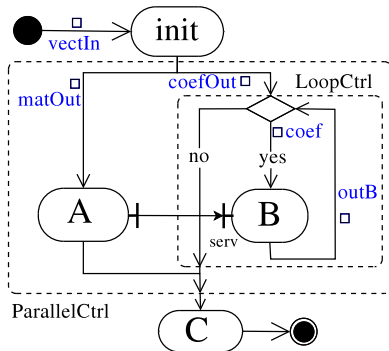 init
vectIn
coefOut
LoopCtrl
matOut
coef
no
yes
outB
A
B
serv
ParallelCtrl
C